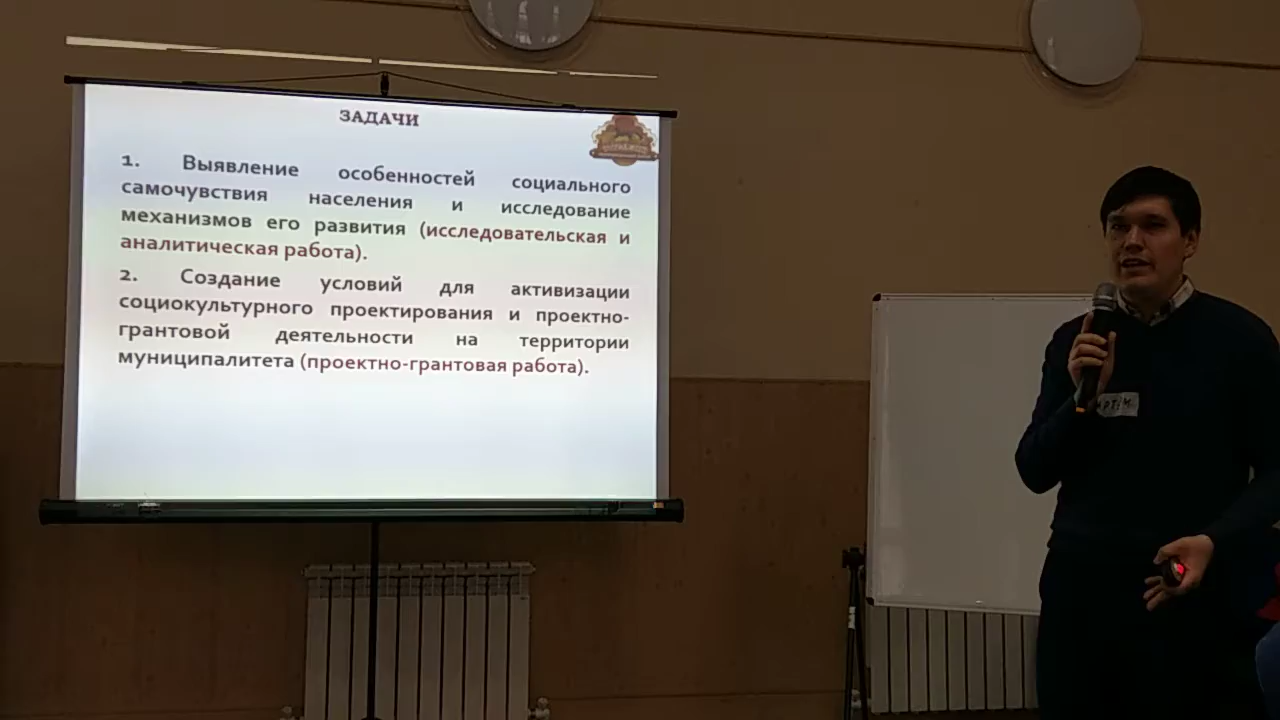 ЗАДАЧИ
1. Выявление особенностей социального
самочувствия населения и исследование
механизмов его развития (исследовательская и
аналитическая работа).
2. Создание условий для активизации
социокультурного проектирования и проектно-
грантовой деятельности на территории
муниципалитета (проектно-грантовая работа).